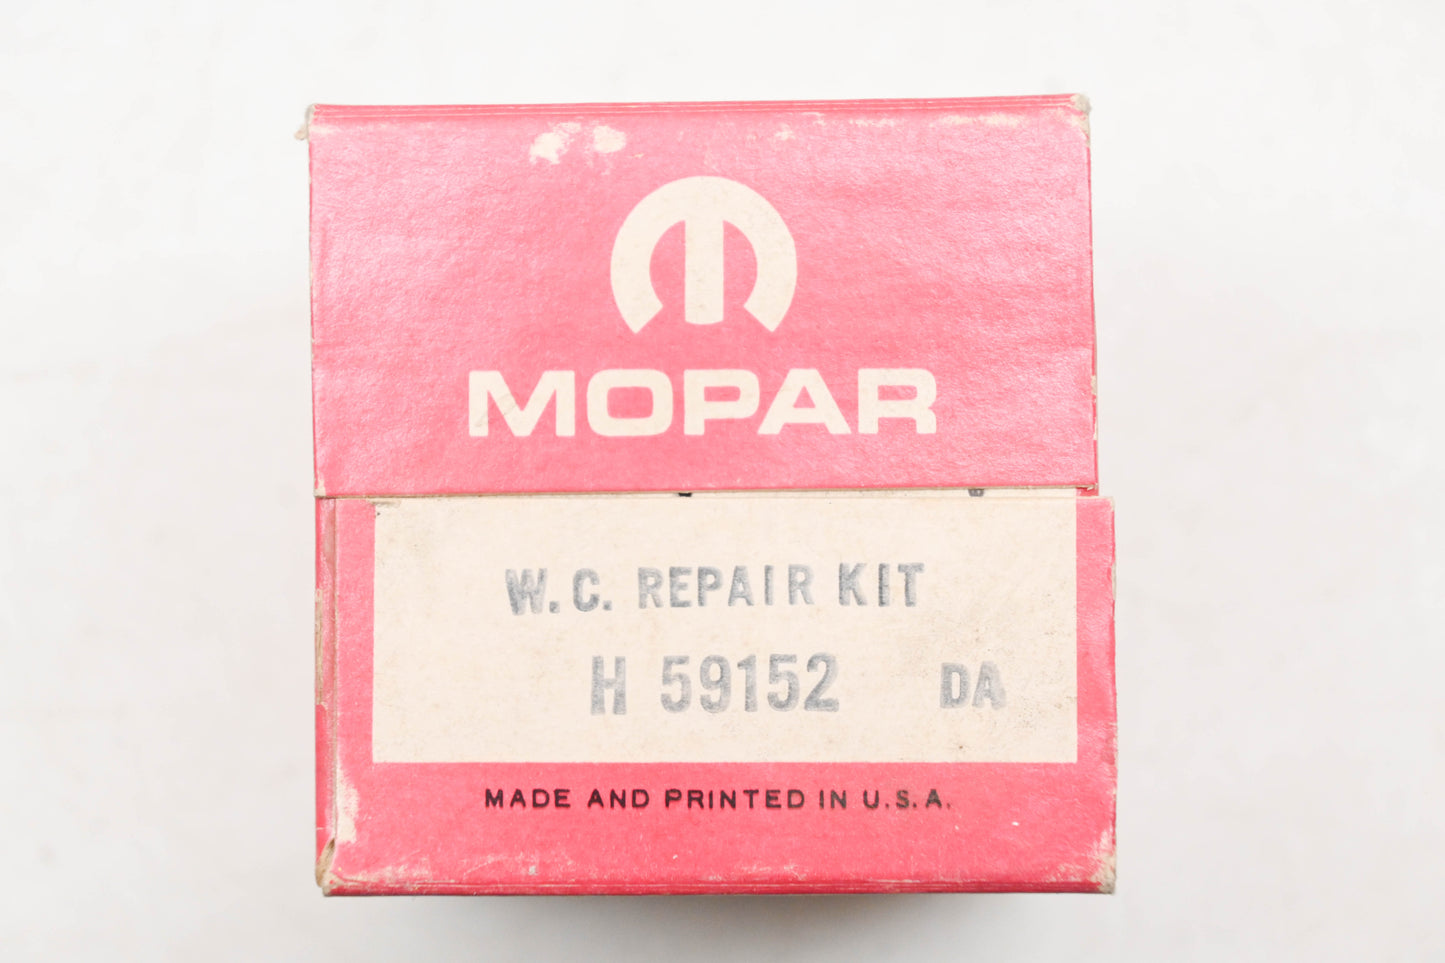 MOPAR
W.C. REPAIR KIT
H 59152 DA
MADE AND PRINTED IN U.S.A.